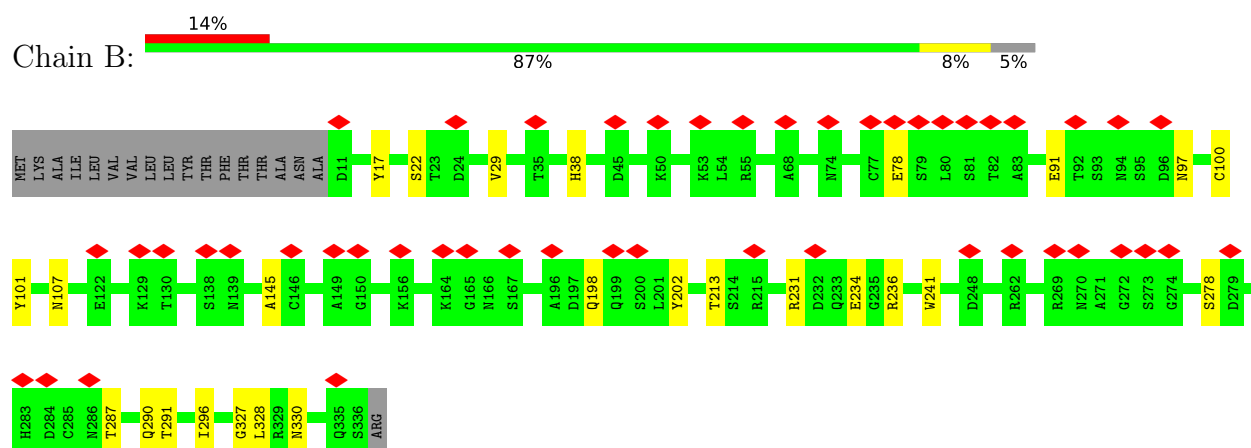 14%
Chain B:
87% 8% 5%
MET LYS ALA ILE LEU VAL VAL LEU LEU TYR THR PHE THR THR ALA ASN ALA D11 Y17 S22 T23 D24 V29 T35 H38 D45 K50 K53 L54 R55 A68 N74 C77 E78 S79 L80 S81 T82 A83 E91 T92 S93 N94 S95 D96 N97 C100
Y101 N107 E122 K129 T130 S138 N139 A145 C146 A149 G150 K156 K164 G165 N166 S167 A196 D197 Q198 Q199 S200 L201 Y202 T213 S214 R215 R231 D232 Q233 E234 G235 R236 W241 D248 R262 R269 N270 A271 G272 S273 G274 S278 D279
H283 D284 C285 N286 T287 Q290 T291 I296 G327 L328 R329 N330 Q335 S336 ARG